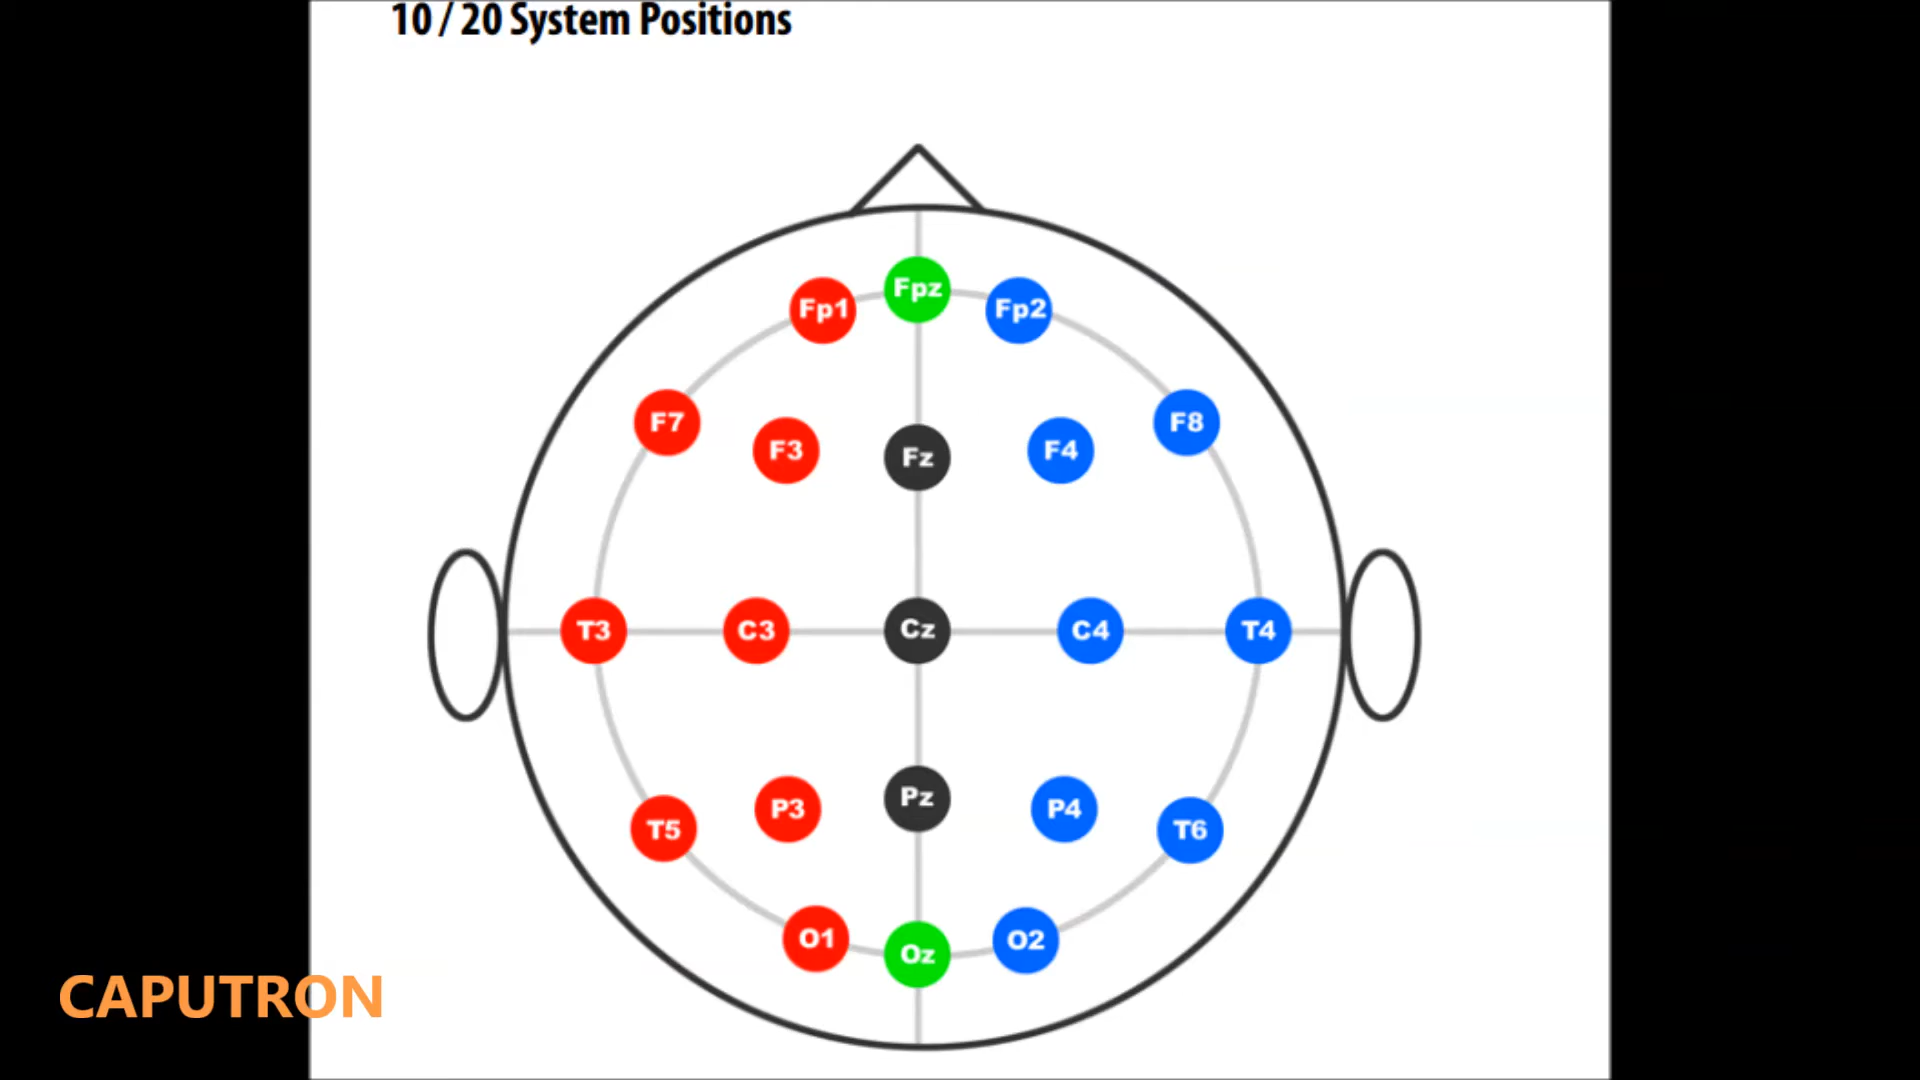 10 / 20 System Positions
Fpz
Fp1 Fp2
F7 F8
F3 Fz F4
T3 C3 Cz C4 T4
Pz
P3 P4
T5 T6
O1 Oz O2
CAPUTRON